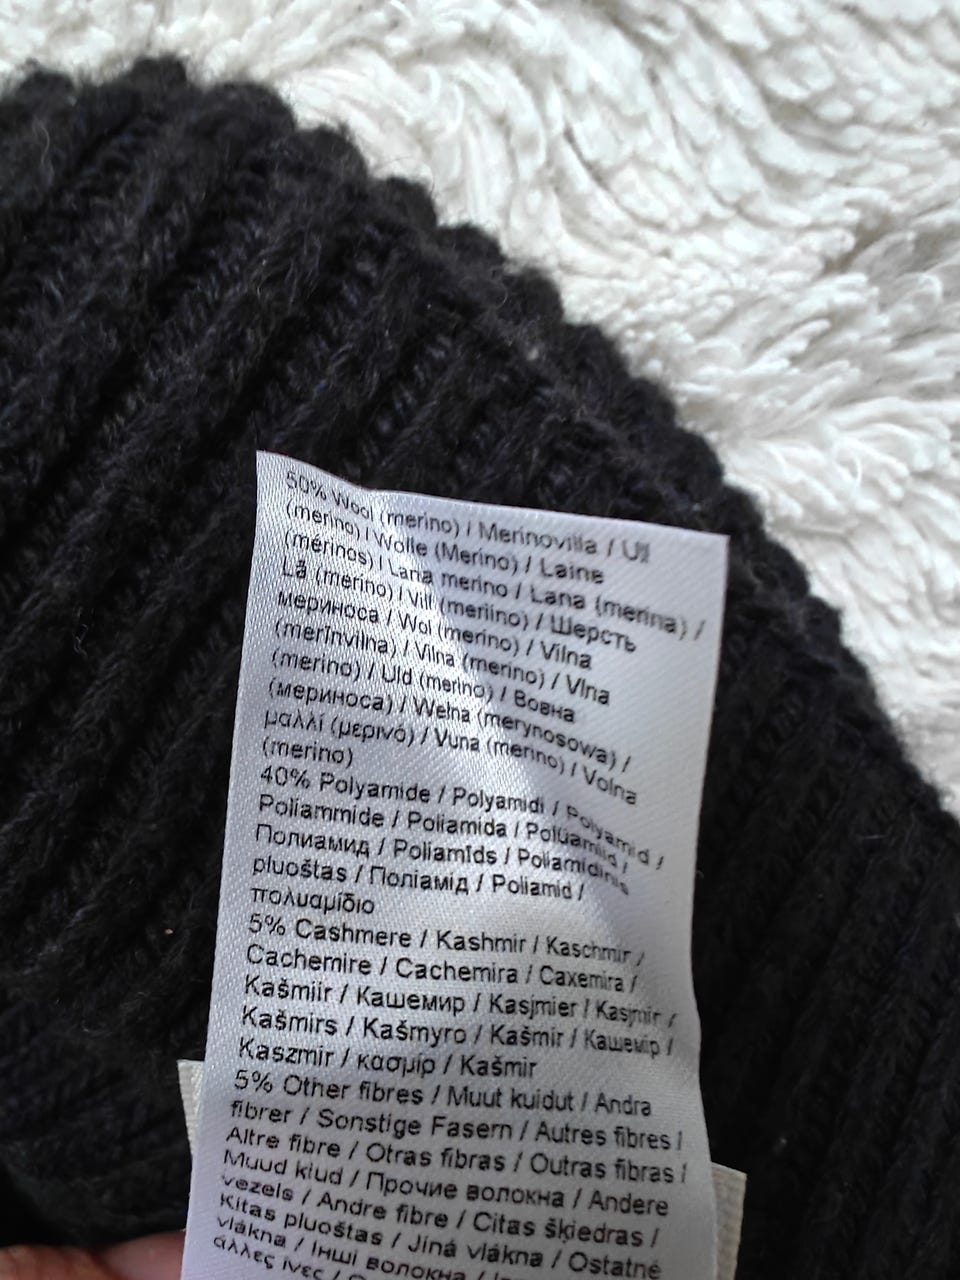 50% Wool (merino) / Merinovilla / Ull
(merino) / Wolle (Merino) / Laine
(mérinos) / Lana merino / Lana (merina) /
Lã (merino) / Vill (meriino) / Шерсть
мериноса / Wol (merino) / Vilna
(merīnvilna) / Vilna (merino) / Vlna
(merino) / Uld (merino) / Вовна
(мериноса) / Wełna (merynosowa) /
μαλλί (μερινό) / Vuna (merino) / Volna
(merino)
40% Polyamide / Polyamidi / Polyamid /
Poliammide / Poliamida / Polüamiid /
Полиамид / Poliamīds / Poliamidinis
pluoštas / Поліамід / Poliamid /
πολυαμίδιο
5% Cashmere / Kashmir / Kaschmir /
Cachemire / Cachemira / Caxemira /
Kašmiir / Кашемир / Kasjmier / Kasjmir /
Kašmirs / Kašmyro / Kašmír / Кашемір /
Kaszmir / κασμίρ / Kašmir
5% Other fibres / Muut kuidut / Andra
fibrer / Sonstige Fasern / Autres fibres /
Altre fibre / Otras fibras / Outras fibras /
Muud kiud / Прочие волокна / Andere
vezels / Andre fibre / Citas šķiedras /
Kitas pluoštas / Jiná vlákna / Ostatné
vlákna / Інші волокна /
άλλες ίνες /